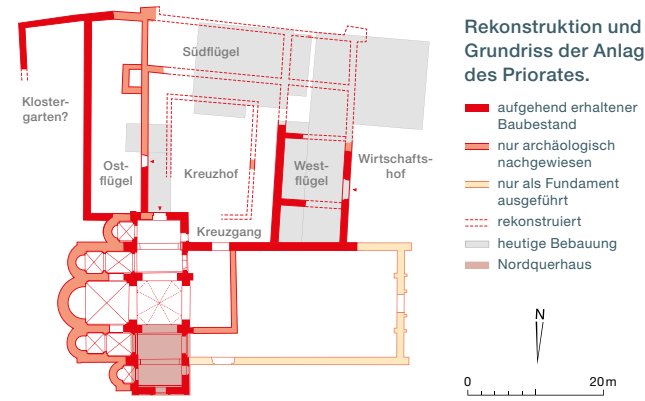 Rekonstruktion und
Grundriss der Anlag
des Priorates.
aufgehend erhaltener
Baubestand
nur archäologisch
nachgewiesen
nur als Fundament
ausgeführt
rekonstruiert
heutige Bebauung
Nordquerhaus
N
0
20m
Südflügel
Kloster-
garten?
Ost-
flügel
Kreuzhof
West-
flügel
Wirtschafts-
hof
Kreuzgang